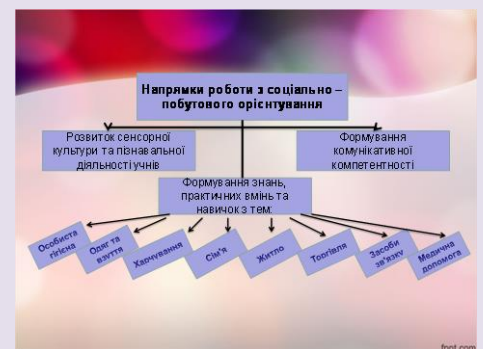 Напрямки роботи з соціально –
побутового орієнтування
Розвиток сенсорної
культури та пізнавальної
діяльності учнів
Формування
комунікативної
компетентності
Формування знань,
практичних вмінь та
навичок з тем:
Особиста
гігієна
Одяг та
взуття
Харчування
Сім'я
Житло
Торгівля
Засоби
зв'язку
Медична
допомога
fppt.com